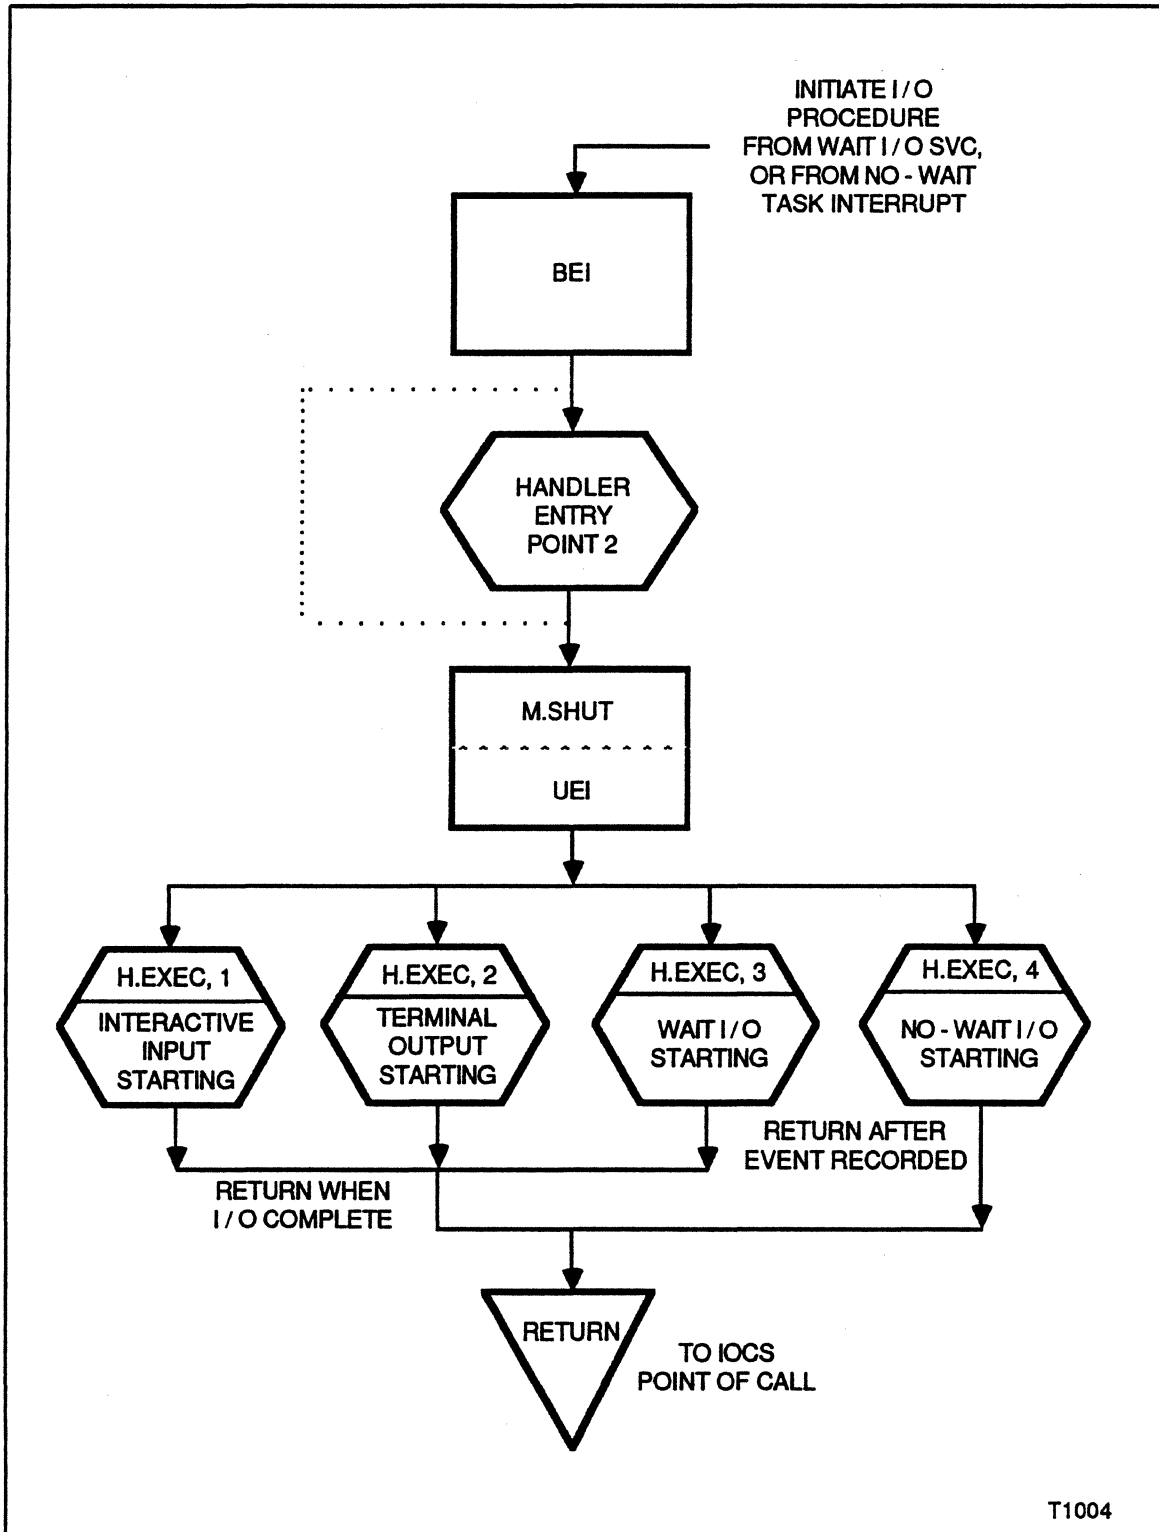 INITIATE I / O
PROCEDURE
FROM WAIT I / O SVC,
OR FROM NO - WAIT
TASK INTERRUPT
BEI
HANDLER
ENTRY
POINT 2
M.SHUT
UEI
H.EXEC, 1
INTERACTIVE
INPUT
STARTING
H.EXEC, 2
TERMINAL
OUTPUT
STARTING
H.EXEC, 3
WAIT I / O
STARTING
H.EXEC, 4
NO - WAIT I / O
STARTING
RETURN AFTER
EVENT RECORDED
RETURN WHEN
I / O COMPLETE
RETURN
TO IOCS
POINT OF CALL
T1004